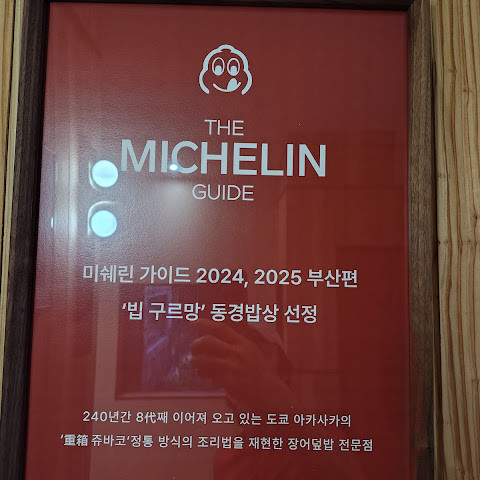 THE
MICHELIN
GUIDE
미쉐린 가이드 2024, 2025 부산편
‘빕 구르망’ 동경밥상 선정
240년간 8代째 이어져 오고 있는 도쿄 아카사카의
‘重箱 쥬바코‘정통 방식의 조리법을 재현한 장어덮밥 전문점